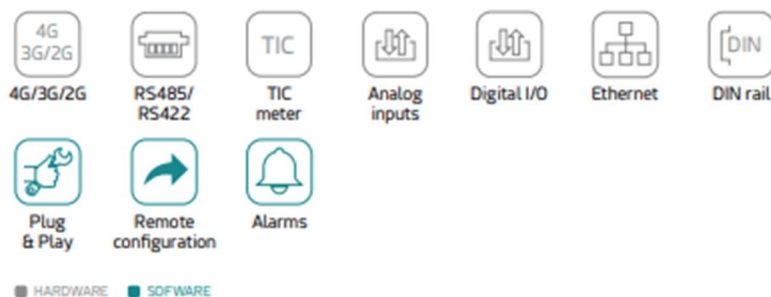 4G
3G/2G
TIC
DIN
4G/3G/2G
RS485/
RS422
TIC
meter
Analog
inputs
Digital I/O
Ethernet
DIN rail
Plug
& Play
Remote
configuration
Alarms
HARDWARE
SOFWARE